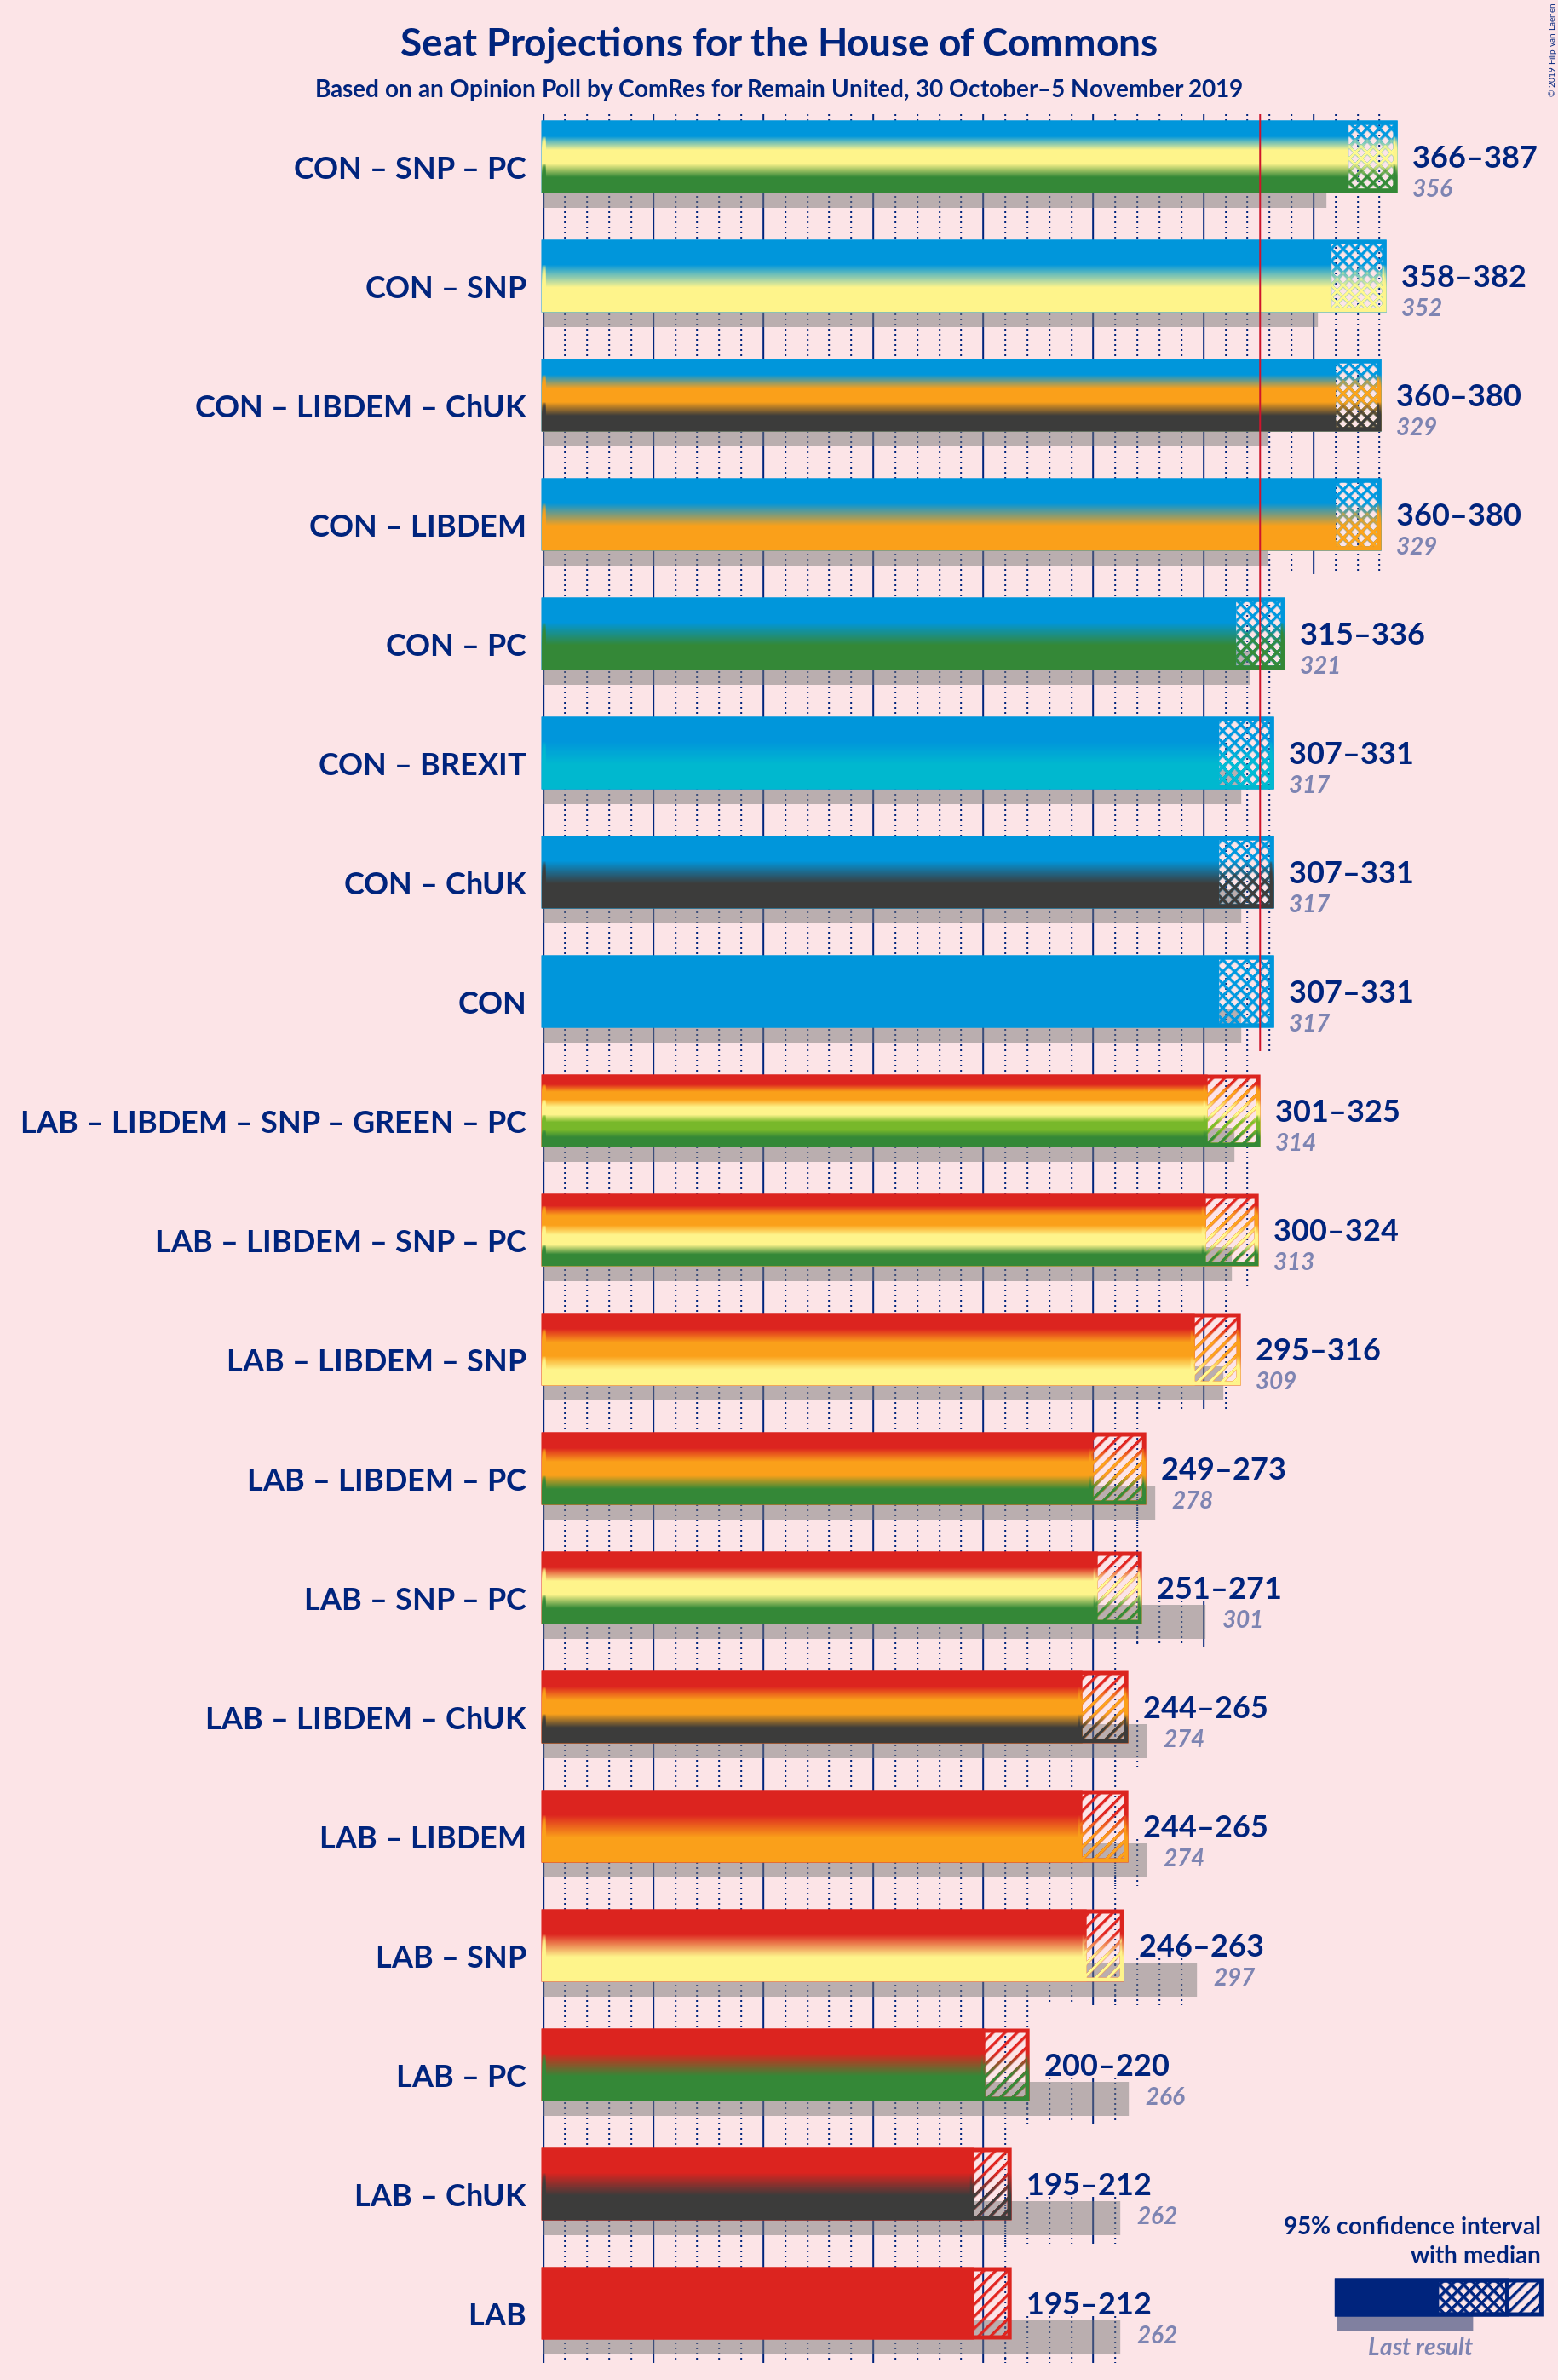 Seat Projections for the House of Commons
Based on an Opinion Poll by ComRes for Remain United, 30 October–5 November 2019
© 2019 Filip van Laenen
CON – SNP – PC
366–387
356
CON – SNP
358–382
352
CON – LIBDEM – ChUK
360–380
329
CON – LIBDEM
360–380
329
CON – PC
315–336
321
CON – BREXIT
307–331
317
CON – ChUK
307–331
317
CON
307–331
317
LAB – LIBDEM – SNP – GREEN – PC
301–325
314
LAB – LIBDEM – SNP – PC
300–324
313
LAB – LIBDEM – SNP
295–316
309
LAB – LIBDEM – PC
249–273
278
LAB – SNP – PC
251–271
301
LAB – LIBDEM – ChUK
244–265
274
LAB – LIBDEM
244–265
274
LAB – SNP
246–263
297
LAB – PC
200–220
266
LAB – ChUK
195–212
262
LAB
195–212
262
95% confidence interval
with median
Last result